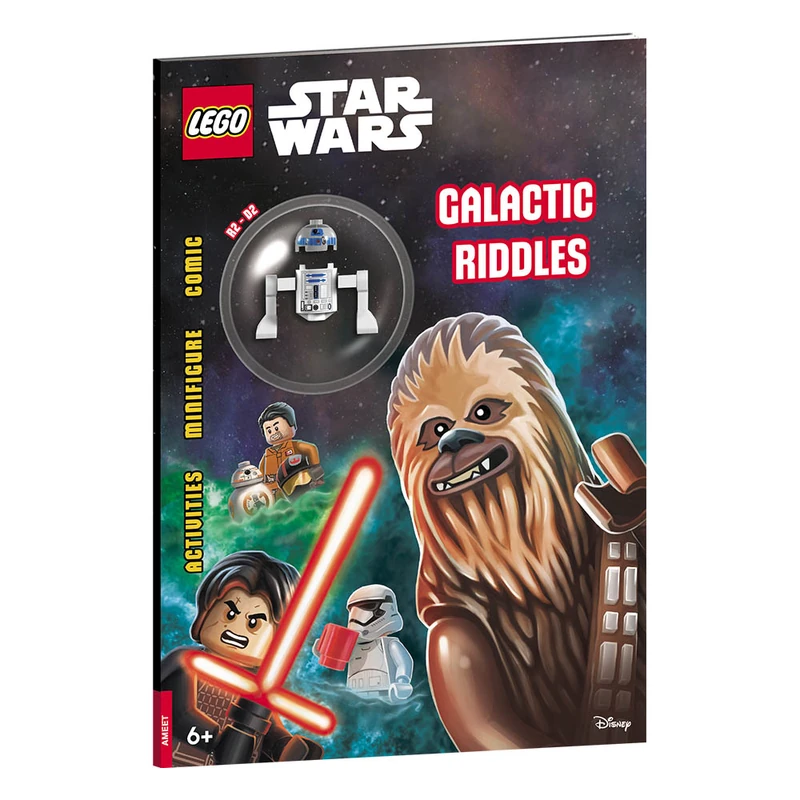 LEGO
STAR
WARS
GALACTIC
RIDDLES
R2-D2
ACTIVITIES MINIFIGURE COMIC
AMEET
6+
Disney